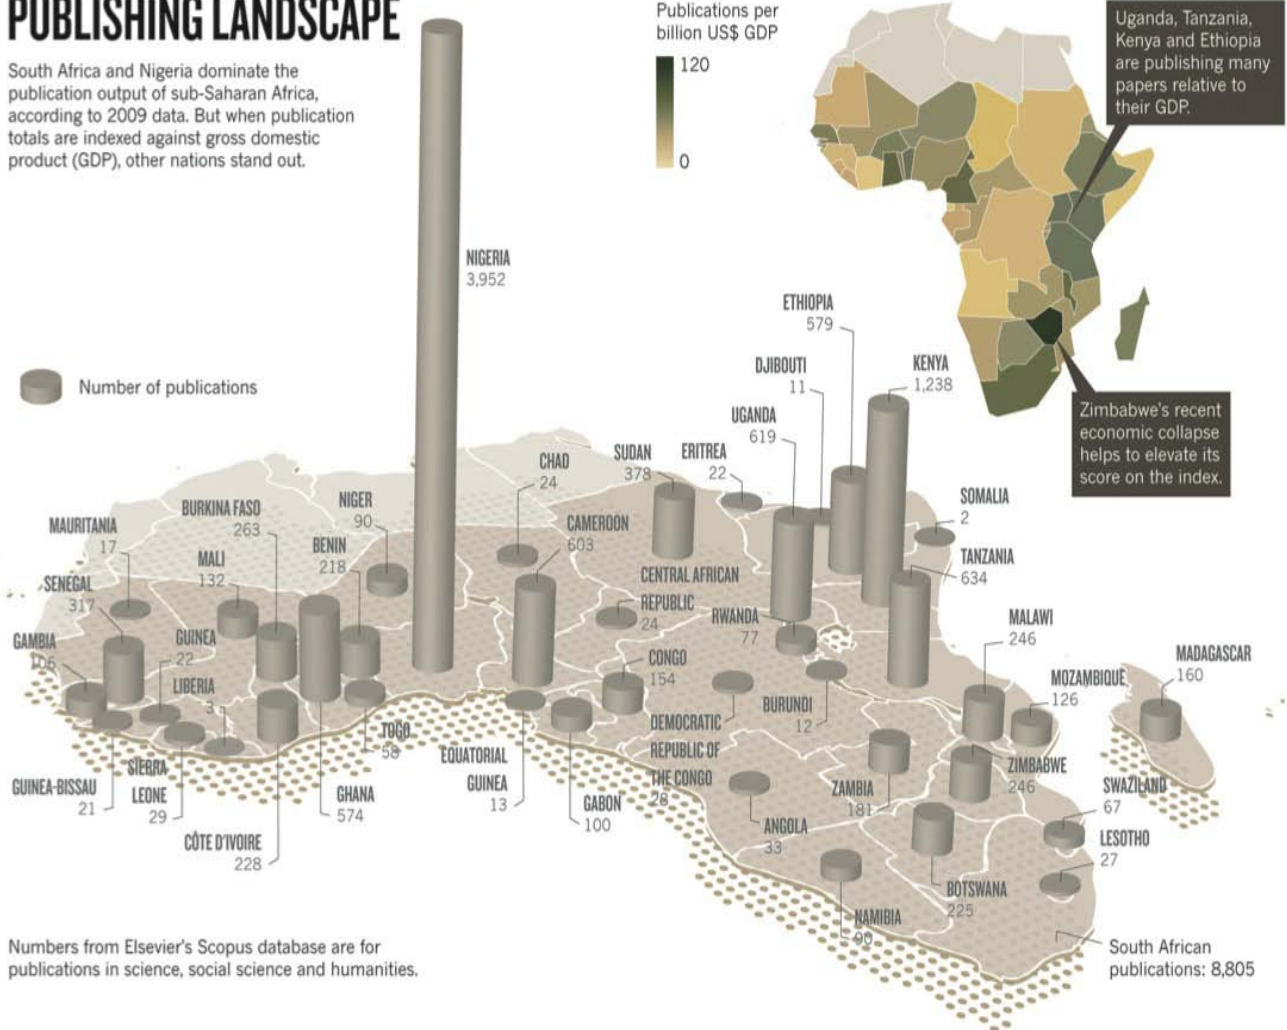 PUBLISHING LANDSCAPE
South Africa and Nigeria dominate the
publication output of sub-Saharan Africa,
according to 2009 data. But when publication
totals are indexed against gross domestic
product (GDP), other nations stand out.
Publications per
billion US$ GDP
120
0
Uganda, Tanzania,
Kenya and Ethiopia
are publishing many
papers relative to
their GDP.
Zimbabwe's recent
economic collapse
helps to elevate its
score on the index.
Number of publications
NIGERIA
3,952
ETHIOPIA
579
DJIBOUTI
11
KENYA
1,238
UGANDA
619
ERITREA
22
SUDAN
378
CHAD
24
SOMALIA
2
NIGER
90
BURKINA FASO
263
CAMEROON
603
MAURITANIA
17
BENIN
218
MALI
132
TANZANIA
634
CENTRAL AFRICAN
REPUBLIC
24
SENEGAL
317
RWANDA
77
MALAWI
246
GAMBIA
106
GUINEA
22
CONGO
154
MADAGASCAR
160
MOZAMBIQUE
126
LIBERIA
3
BURUNDI
12
DEMOCRATIC
REPUBLIC OF
THE CONGO
28
TOGO
58
EQUATORIAL
GUINEA
13
SIERRA
LEONE
29
GUINEA-BISSAU
21
GHANA
574
GABON
100
ZAMBIA
181
ZIMBABWE
246
SWAZILAND
67
CÔTE D'IVOIRE
228
ANGOLA
33
LESOTHO
27
BOTSWANA
225
NAMIBIA
90
South African
publications: 8,805
Numbers from Elsevier's Scopus database are for
publications in science, social science and humanities.